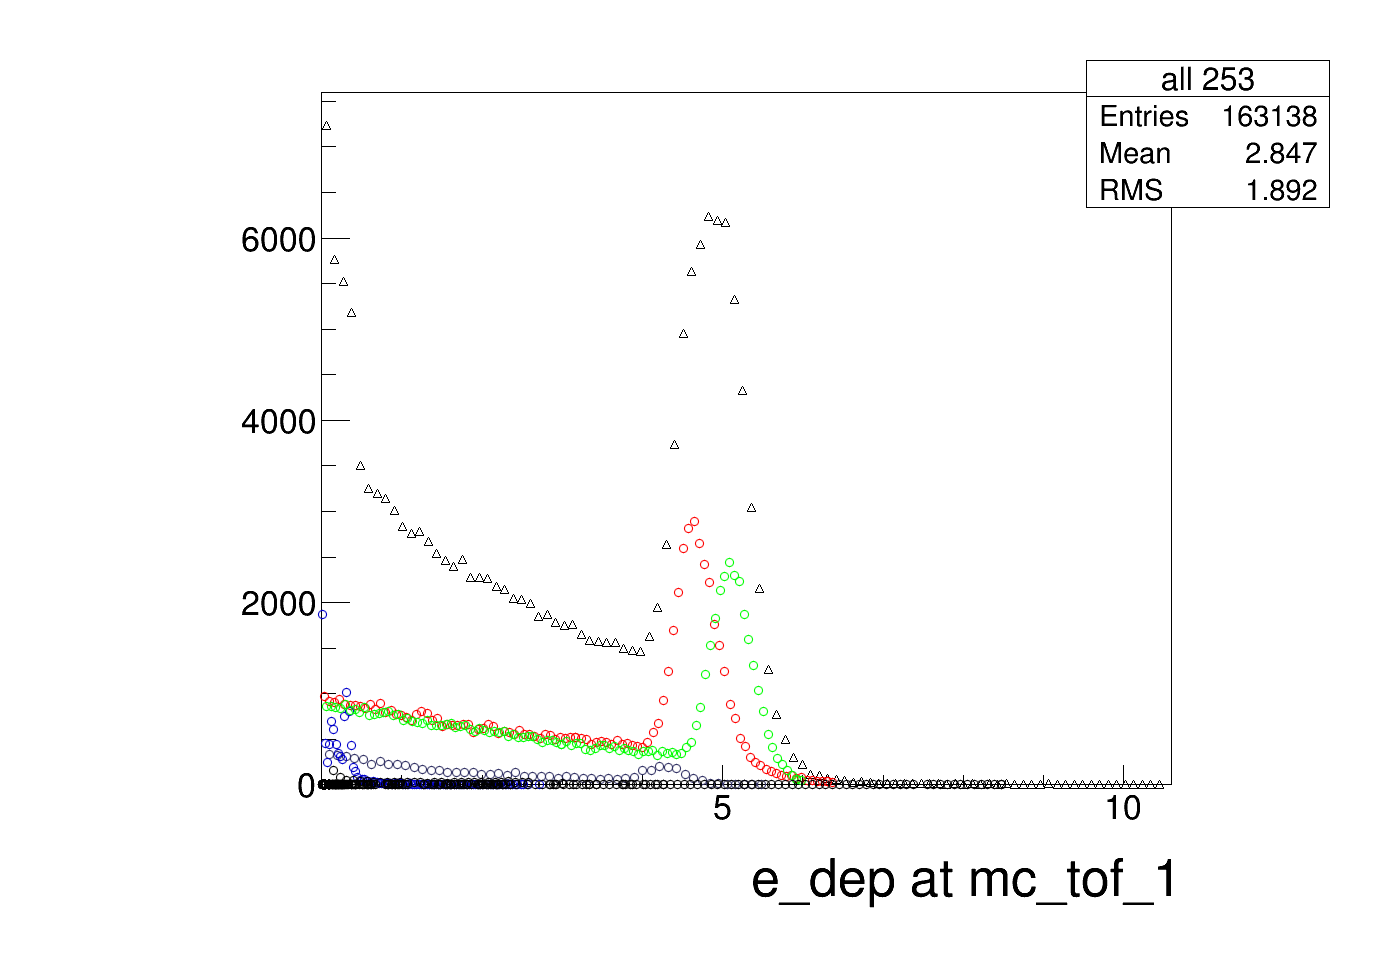 all 253
Entries 163138
Mean 2.847
RMS 1.892
6000
4000
2000
0
5 10
e_dep at mc_tof_1